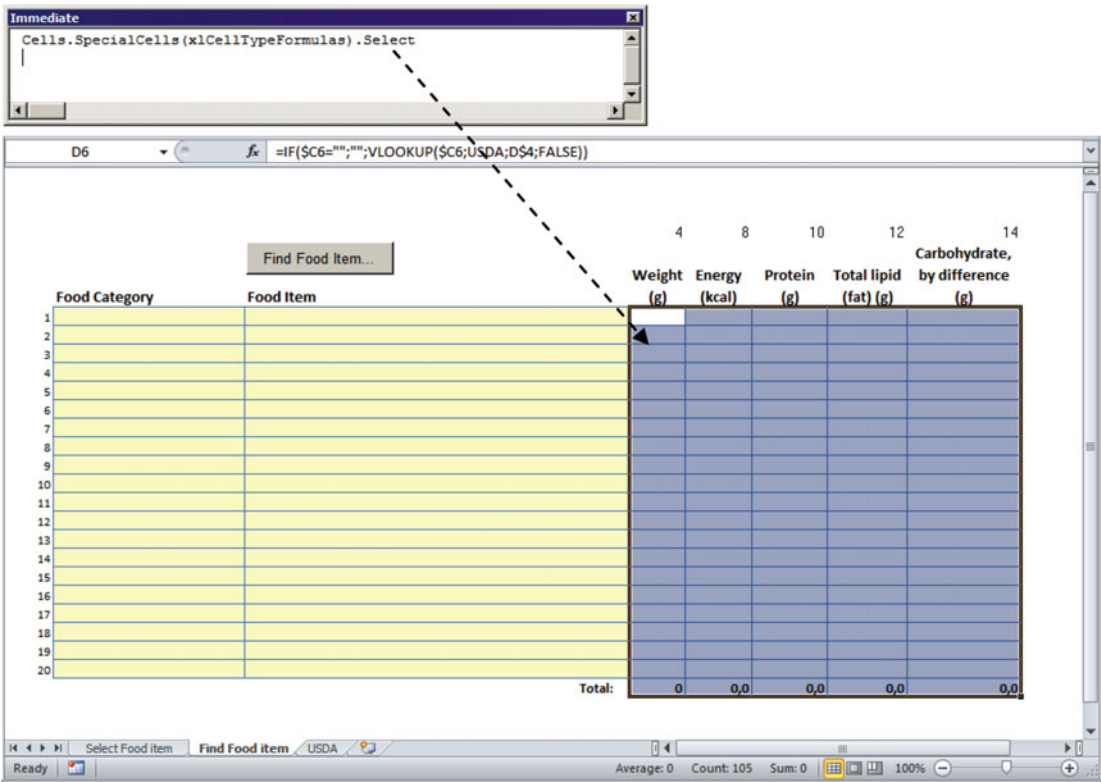 Immediate
Cells.SpecialCells(xlCellTypeFormulas).Select
D6 fx =IF($C6="";"";VLOOKUP($C6;USDA;D$4;FALSE))
4 8 10 12 14
Find Food Item...
Carbohydrate,
Weight Energy Protein Total lipid by difference
Food Category Food Item (g) (kcal) (g) (fat) (g) (g)
1
2
3
4
5
6
7
8
9
10
11
12
13
14
15
16
17
18
19
20
Total: 0 0,0 0,0 0,0 0,0
Select Food item Find Food item USDA
Ready Average: 0 Count: 105 Sum: 0 100%